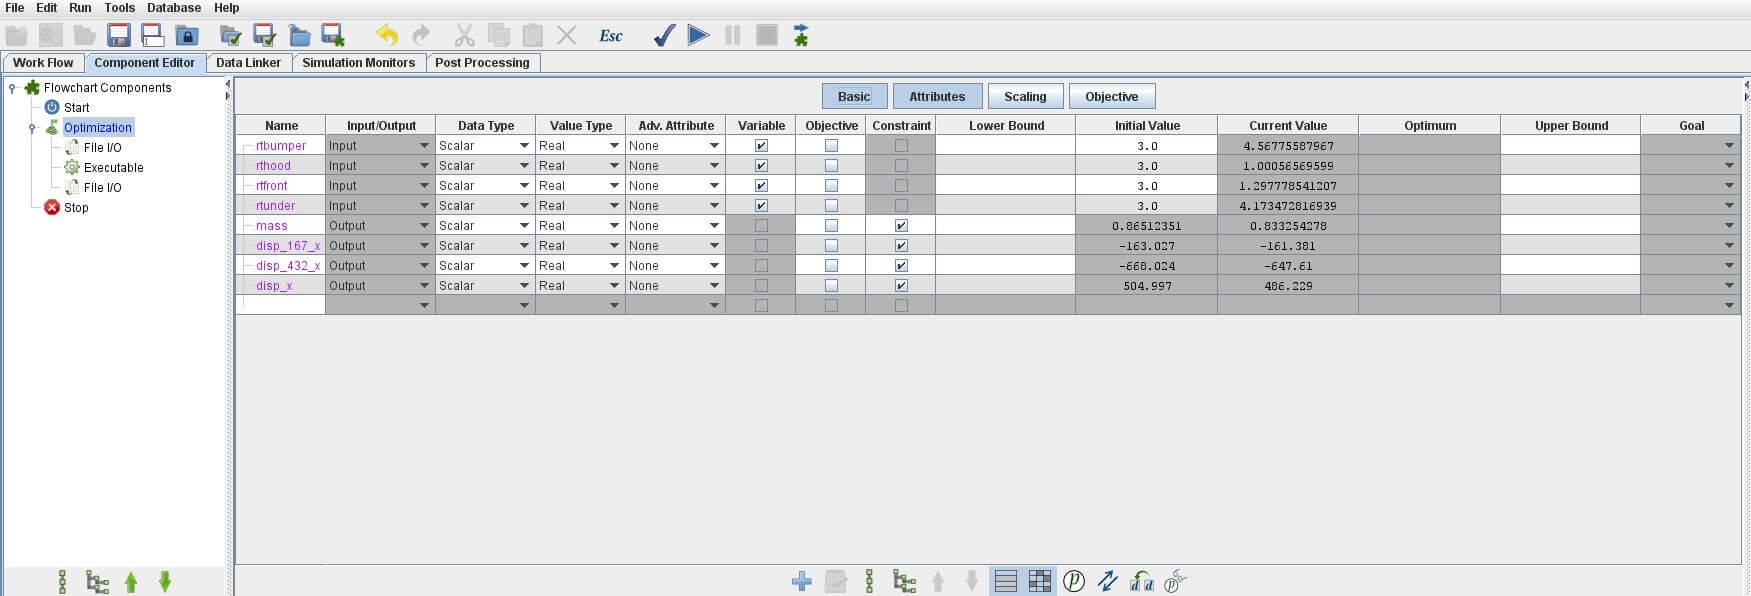 File Edit Run Tools Database Help
Esc
Work Flow Component Editor Data Linker Simulation Monitors Post Processing
Flowchart Components
Start
Optimization
File I/O
Executable
File I/O
Stop
Basic Attributes Scaling Objective
Name Input/Output Data Type Value Type Adv. Attribute Variable Objective Constraint Lower Bound Initial Value Current Value Optimum Upper Bound Goal
rtbumper Input Scalar Real None 3.0 4.56775587967
rthood Input Scalar Real None 3.0 1.00056569599
rtfront Input Scalar Real None 3.0 1.297778541207
rtunder Input Scalar Real None 3.0 4.173472816939
mass Output Scalar Real None 0.86512351 0.833254278
disp_167_x Output Scalar Real None -163.027 -161.381
disp_432_x Output Scalar Real None -668.024 -647.61
disp_x Output Scalar Real None 504.997 486.229
p d d p